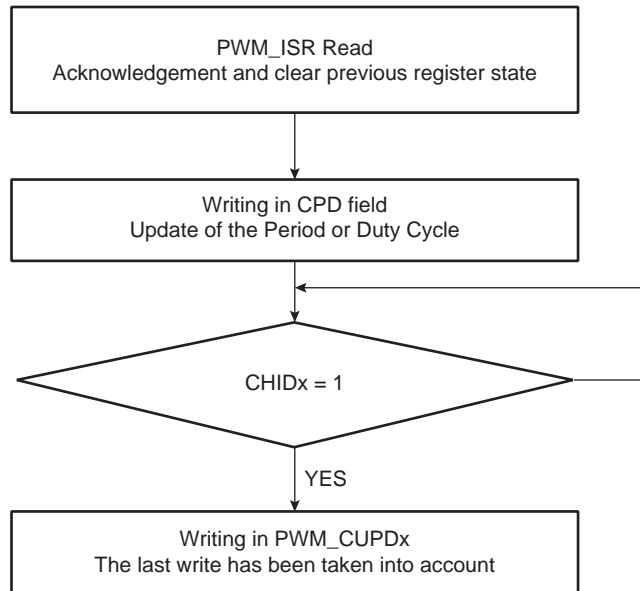 PWM_ISR Read
Acknowledgement and clear previous register state
Writing in CPD field
Update of the Period or Duty Cycle
CHIDx = 1
YES
Writing in PWM_CUPDx
The last write has been taken into account